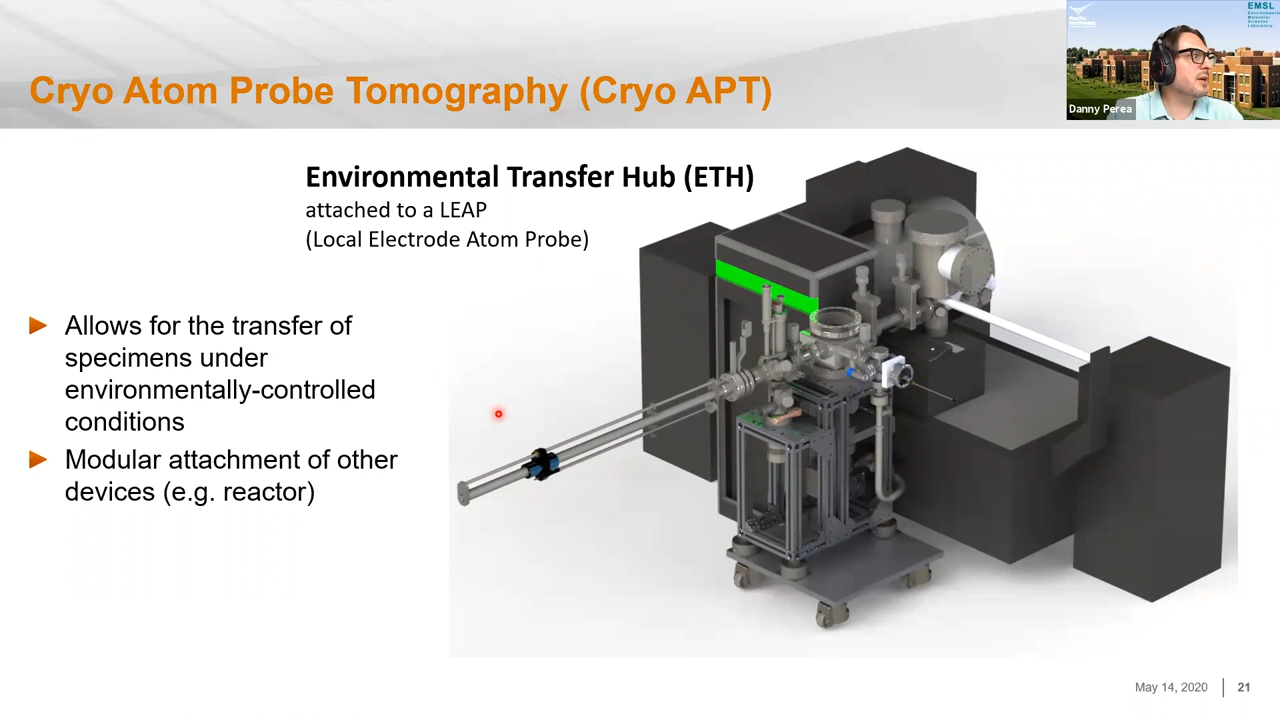 Cryo Atom Probe Tomography (Cryo APT)
Pacific
Northwest
EMSL
Environmental
Molecular
Sciences
Laboratory
Danny Perea
Environmental Transfer Hub (ETH)
attached to a LEAP
(Local Electrode Atom Probe)
Allows for the transfer of
specimens under
environmentally-controlled
conditions
Modular attachment of other
devices (e.g. reactor)
May 14, 2020
21